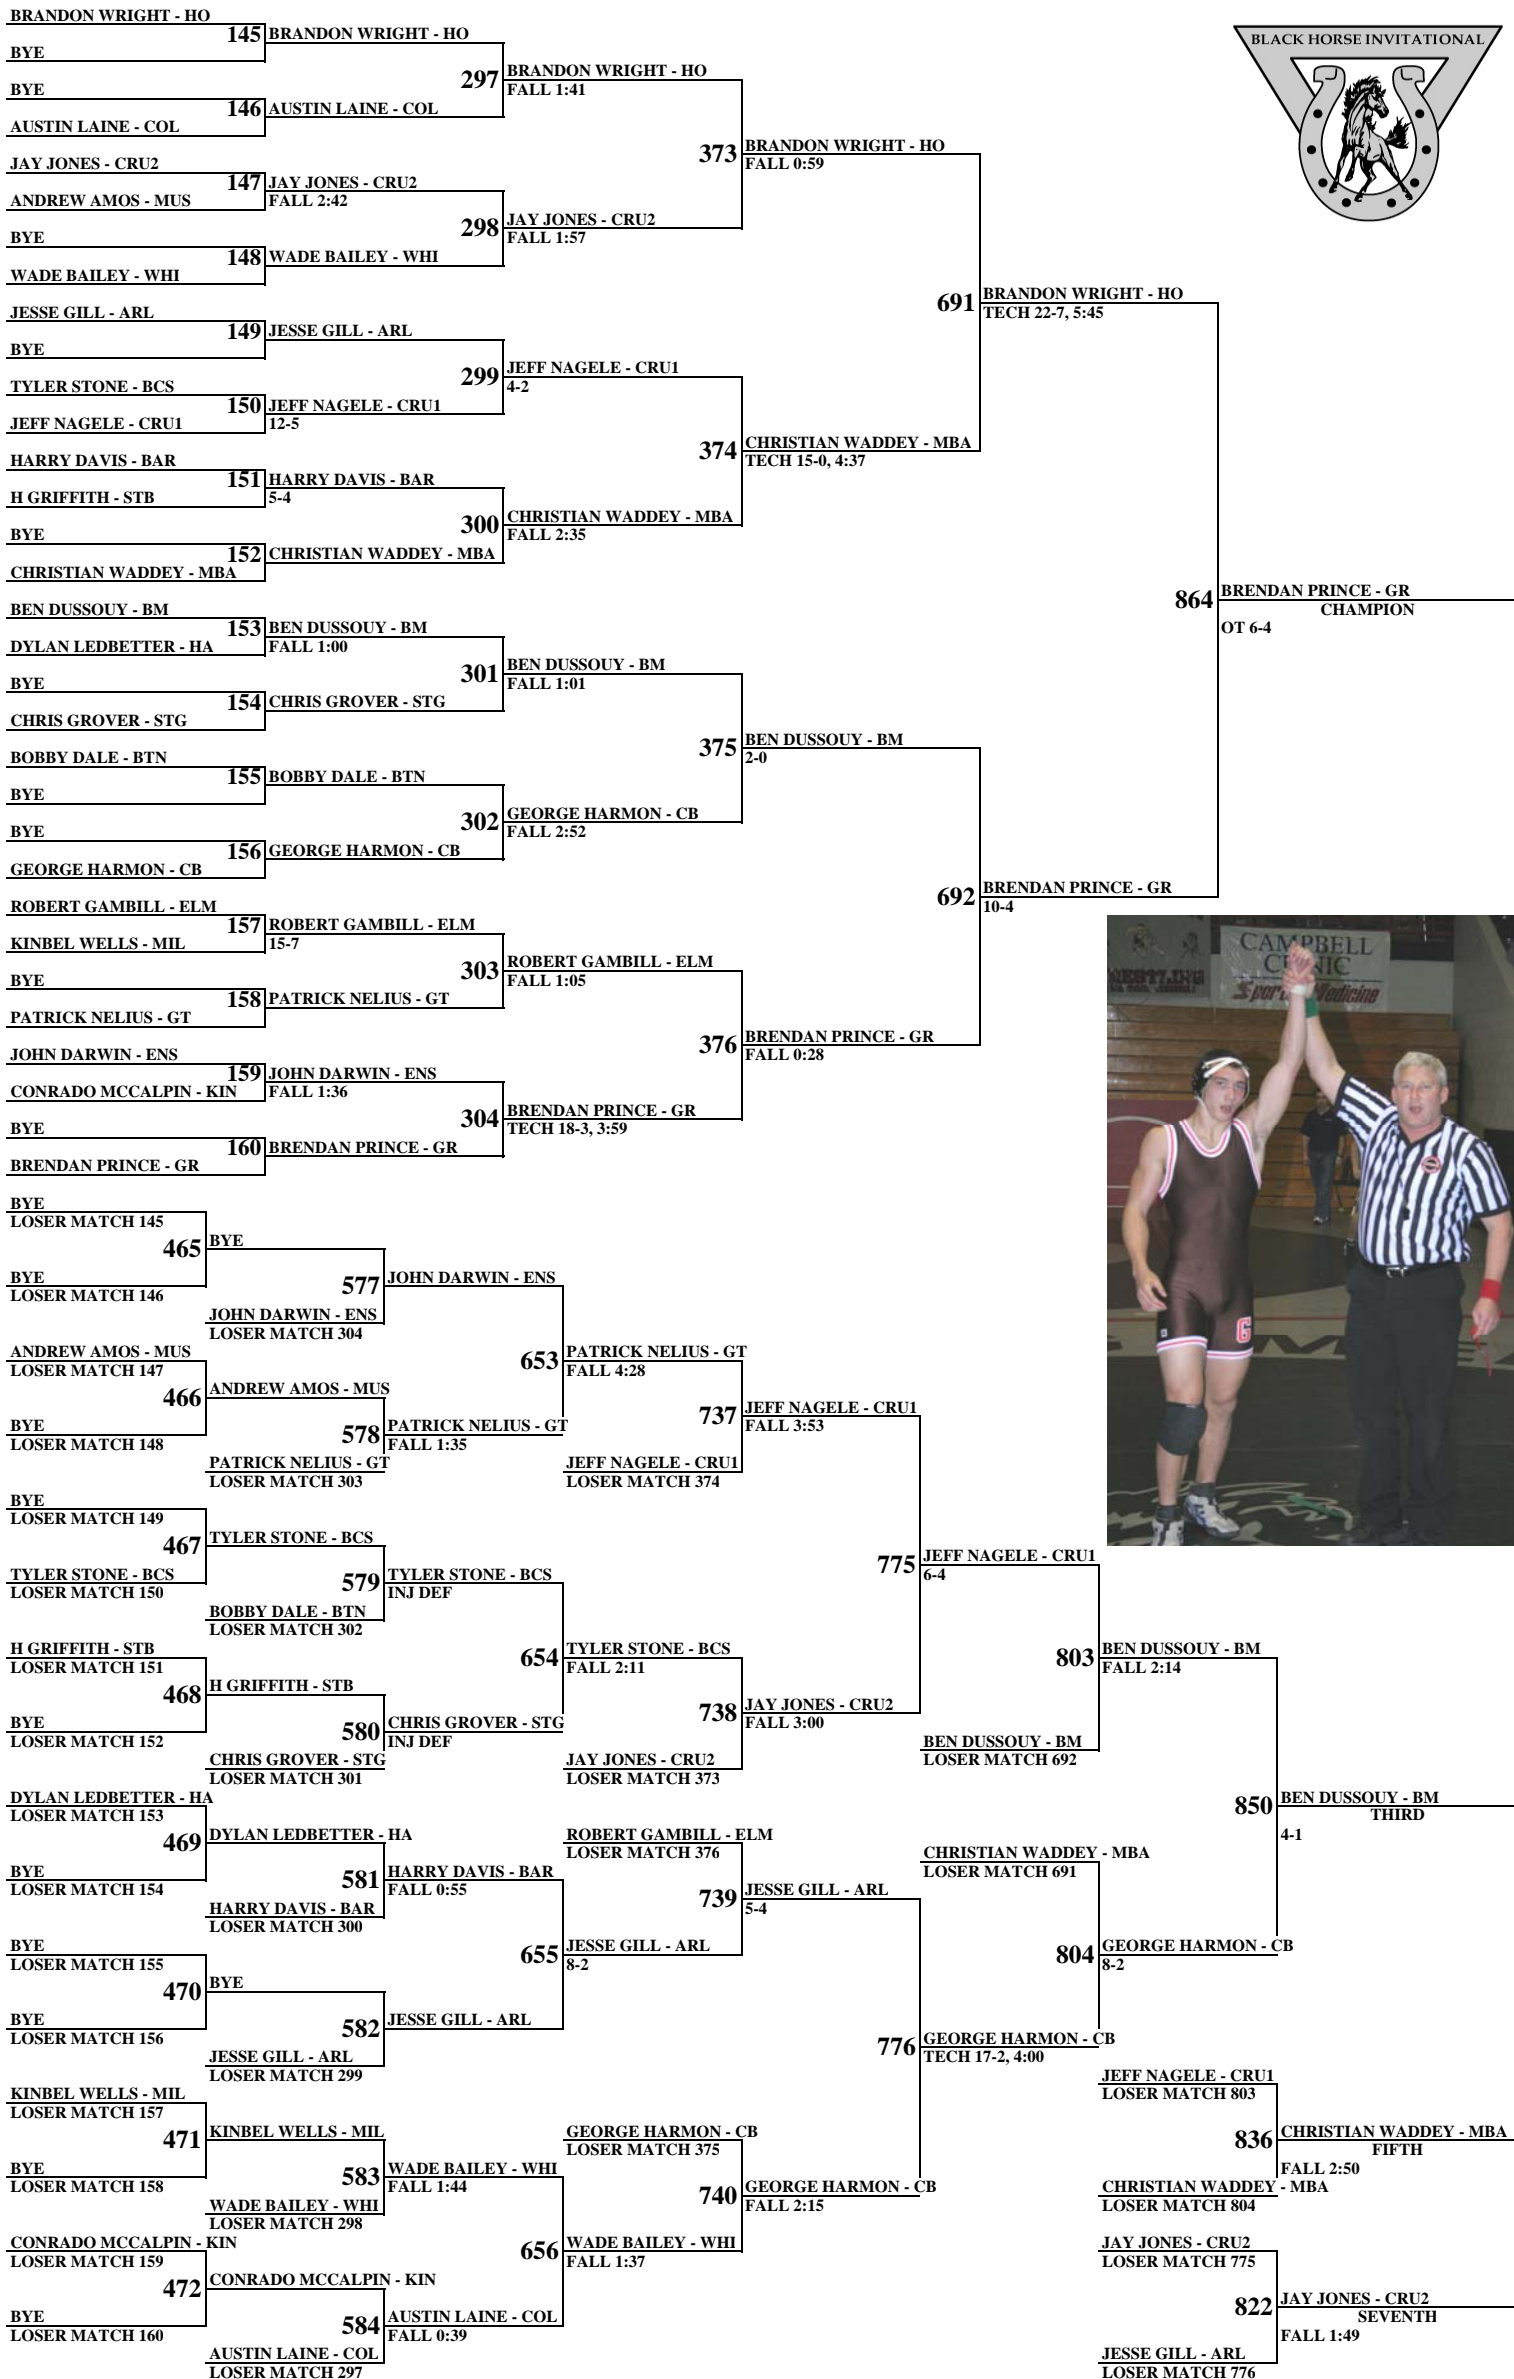 BRANDON WRIGHT - HO
145
BRANDON WRIGHT - HO
BYE
297
BRANDON WRIGHT - HO
FALL 1:41
BYE
146
AUSTIN LAINE - COL
AUSTIN LAINE - COL
373
BRANDON WRIGHT - HO
FALL 0:59
JAY JONES - CRU2
147
JAY JONES - CRU2
FALL 2:42
ANDREW AMOS - MUS
298
JAY JONES - CRU2
FALL 1:57
BYE
148
WADE BAILEY - WHI
WADE BAILEY - WHI
691
BRANDON WRIGHT - HO
TECH 22-7, 5:45
JESSE GILL - ARL
149
JESSE GILL - ARL
BYE
299
JEFF NAGELE - CRU1
4-2
TYLER STONE - BCS
150
JEFF NAGELE - CRU1
12-5
JEFF NAGELE - CRU1
374
CHRISTIAN WADDEY - MBA
TECH 15-0, 4:37
HARRY DAVIS - BAR
151
HARRY DAVIS - BAR
5-4
H GRIFFITH - STB
300
CHRISTIAN WADDEY - MBA
FALL 2:35
BYE
152
CHRISTIAN WADDEY - MBA
CHRISTIAN WADDEY - MBA
864
BRENDAN PRINCE - GR
CHAMPION
OT 6-4
BEN DUSSOUY - BM
153
BEN DUSSOUY - BM
FALL 1:00
DYLAN LEDBETTER - HA
301
BEN DUSSOUY - BM
FALL 1:01
BYE
154
CHRIS GROVER - STG
CHRIS GROVER - STG
375
BEN DUSSOUY - BM
2-0
BOBBY DALE - BTN
155
BOBBY DALE - BTN
BYE
302
GEORGE HARMON - CB
FALL 2:52
BYE
156
GEORGE HARMON - CB
GEORGE HARMON - CB
692
BRENDAN PRINCE - GR
10-4
ROBERT GAMBILL - ELM
157
ROBERT GAMBILL - ELM
15-7
KINBEL WELLS - MIL
303
ROBERT GAMBILL - ELM
FALL 1:05
BYE
158
PATRICK NELIUS - GT
PATRICK NELIUS - GT
376
BRENDAN PRINCE - GR
FALL 0:28
JOHN DARWIN - ENS
159
JOHN DARWIN - ENS
FALL 1:36
CONRADO MCCALPIN - KIN
304
BRENDAN PRINCE - GR
TECH 18-3, 3:59
BYE
160
BRENDAN PRINCE - GR
BRENDAN PRINCE - GR
BLACK HORSE INVITATIONAL
CAMPBELL
CLINIC
Sports Medicine
WRESTLING
G
BYE
LOSER MATCH 145
465
BYE
BYE
LOSER MATCH 146
577
JOHN DARWIN - ENS
JOHN DARWIN - ENS
LOSER MATCH 304
ANDREW AMOS - MUS
LOSER MATCH 147
653
PATRICK NELIUS - GT
FALL 4:28
466
ANDREW AMOS - MUS
BYE
LOSER MATCH 148
578
PATRICK NELIUS - GT
FALL 1:35
PATRICK NELIUS - GT
LOSER MATCH 303
737
JEFF NAGELE - CRU1
FALL 3:53
JEFF NAGELE - CRU1
LOSER MATCH 374
BYE
LOSER MATCH 149
467
TYLER STONE - BCS
TYLER STONE - BCS
LOSER MATCH 150
579
TYLER STONE - BCS
INJ DEF
BOBBY DALE - BTN
LOSER MATCH 302
775
JEFF NAGELE - CRU1
6-4
H GRIFFITH - STB
LOSER MATCH 151
654
TYLER STONE - BCS
FALL 2:11
468
H GRIFFITH - STB
BYE
LOSER MATCH 152
580
CHRIS GROVER - STG
INJ DEF
CHRIS GROVER - STG
LOSER MATCH 301
738
JAY JONES - CRU2
FALL 3:00
JAY JONES - CRU2
LOSER MATCH 373
803
BEN DUSSOUY - BM
FALL 2:14
BEN DUSSOUY - BM
LOSER MATCH 692
850
BEN DUSSOUY - BM
THIRD
4-1
DYLAN LEDBETTER - HA
LOSER MATCH 153
469
DYLAN LEDBETTER - HA
BYE
LOSER MATCH 154
581
HARRY DAVIS - BAR
FALL 0:55
HARRY DAVIS - BAR
LOSER MATCH 300
ROBERT GAMBILL - ELM
LOSER MATCH 376
739
JESSE GILL - ARL
5-4
CHRISTIAN WADDEY - MBA
LOSER MATCH 691
BYE
LOSER MATCH 155
655
JESSE GILL - ARL
8-2
804
GEORGE HARMON - CB
8-2
470
BYE
BYE
LOSER MATCH 156
582
JESSE GILL - ARL
JESSE GILL - ARL
LOSER MATCH 299
776
GEORGE HARMON - CB
TECH 17-2, 4:00
KINBEL WELLS - MIL
LOSER MATCH 157
471
KINBEL WELLS - MIL
BYE
LOSER MATCH 158
583
WADE BAILEY - WHI
FALL 1:44
WADE BAILEY - WHI
LOSER MATCH 298
GEORGE HARMON - CB
LOSER MATCH 375
740
GEORGE HARMON - CB
FALL 2:15
CONRADO MCCALPIN - KIN
LOSER MATCH 159
656
WADE BAILEY - WHI
FALL 1:37
472
CONRADO MCCALPIN - KIN
BYE
LOSER MATCH 160
584
AUSTIN LAINE - COL
FALL 0:39
AUSTIN LAINE - COL
LOSER MATCH 297
JEFF NAGELE - CRU1
LOSER MATCH 803
836
CHRISTIAN WADDEY - MBA
FIFTH
FALL 2:50
CHRISTIAN WADDEY - MBA
LOSER MATCH 804
JAY JONES - CRU2
LOSER MATCH 775
822
JAY JONES - CRU2
SEVENTH
FALL 1:49
JESSE GILL - ARL
LOSER MATCH 776